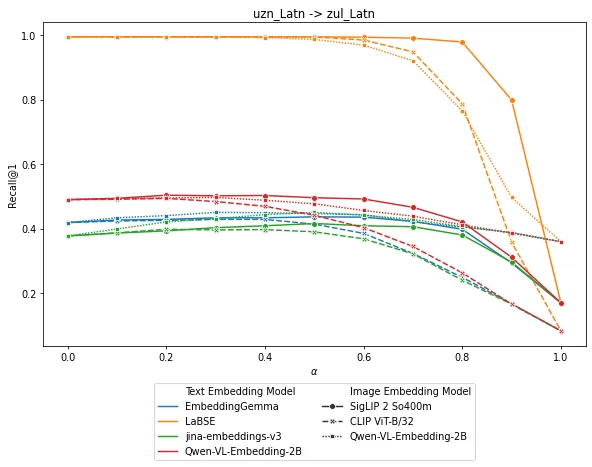 uzn_Latn -> zul_Latn
Recall@1
1.0
0.8
0.6
0.4
0.2
0.0 0.2 0.4 0.6 0.8 1.0
α
Text Embedding Model Image Embedding Model
EmbeddingGemma SigLIP 2 So400m
LaBSE CLIP ViT-B/32
jina-embeddings-v3 Qwen-VL-Embedding-2B
Qwen-VL-Embedding-2B